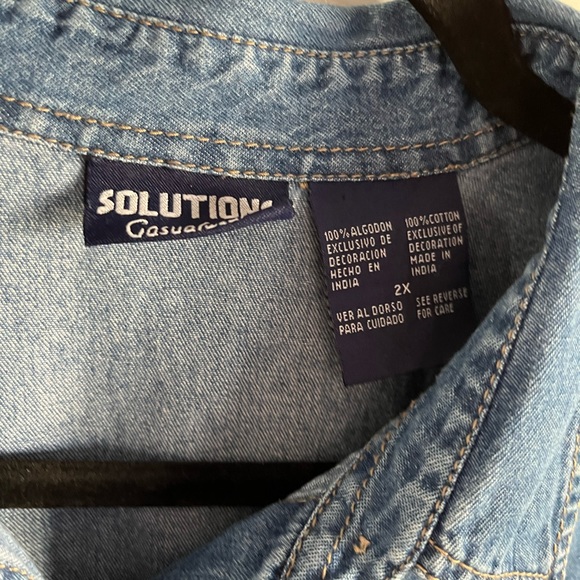 SOLUTIONS
Casual
100% ALGODON
EXCLUSIVO DE
DECORACION
HECHO EN
INDIA
100% COTTON
EXCLUSIVE OF
DECORATION
MADE IN
INDIA
2X
VER AL DORSO
PARA CUIDADO
SEE REVERSE
FOR CARE